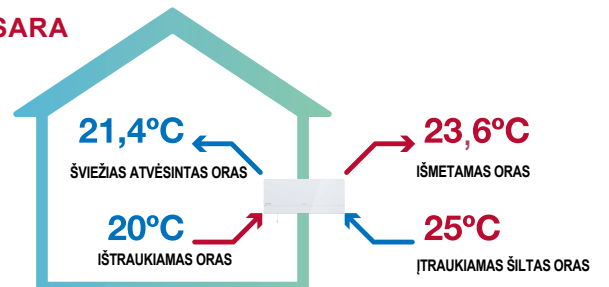 SARA
21,4ºC
23,6ºC
ŠVIEŽIAS ATVĖSINTAS ORAS
IŠMETAMAS ORAS
20ºC
25ºC
IŠTRAUKIAMAS ORAS
ĮTRAUKIAMAS ŠILTAS ORAS